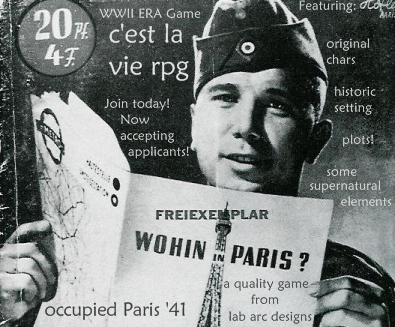 WWII ERA Game
c'est la
vie rpg
20 Pf.
4 F.
Featuring:
original
chars
historic
setting
plots!
some
supernatural
elements
Join today!
Now
accepting
applicants!
FREIEXEMPLAR
WOHIN IN PARIS?
a quality game
from
lab arc designs
occupied Paris '41